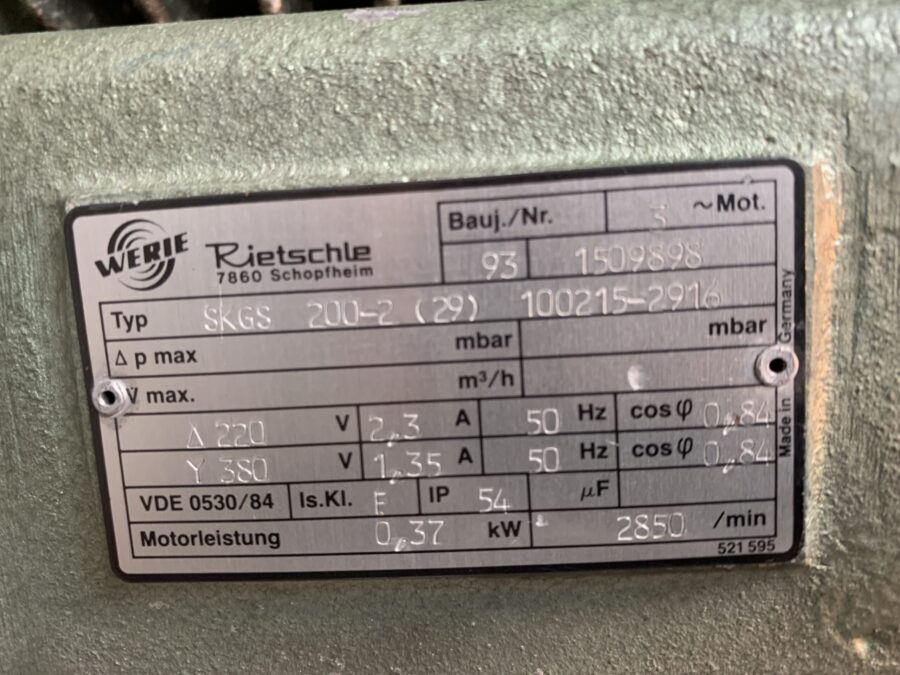 WERIE
Rietschle
7860 Schopfheim
Bauj./Nr. 3 ~Mot.
93 1509898
Typ SKGS 200-2 (29) 100215-2916
Δ p max mbar mbar
V max. m³/h
Δ 220 V 2,3 A 50 Hz cos φ 0,84
Y 380 V 1,35 A 50 Hz cos φ 0,84
VDE 0530/84 Is.Kl. F IP 54 µF
Motorleistung 0,37 kW 2850 /min
521 595
Made in Germany